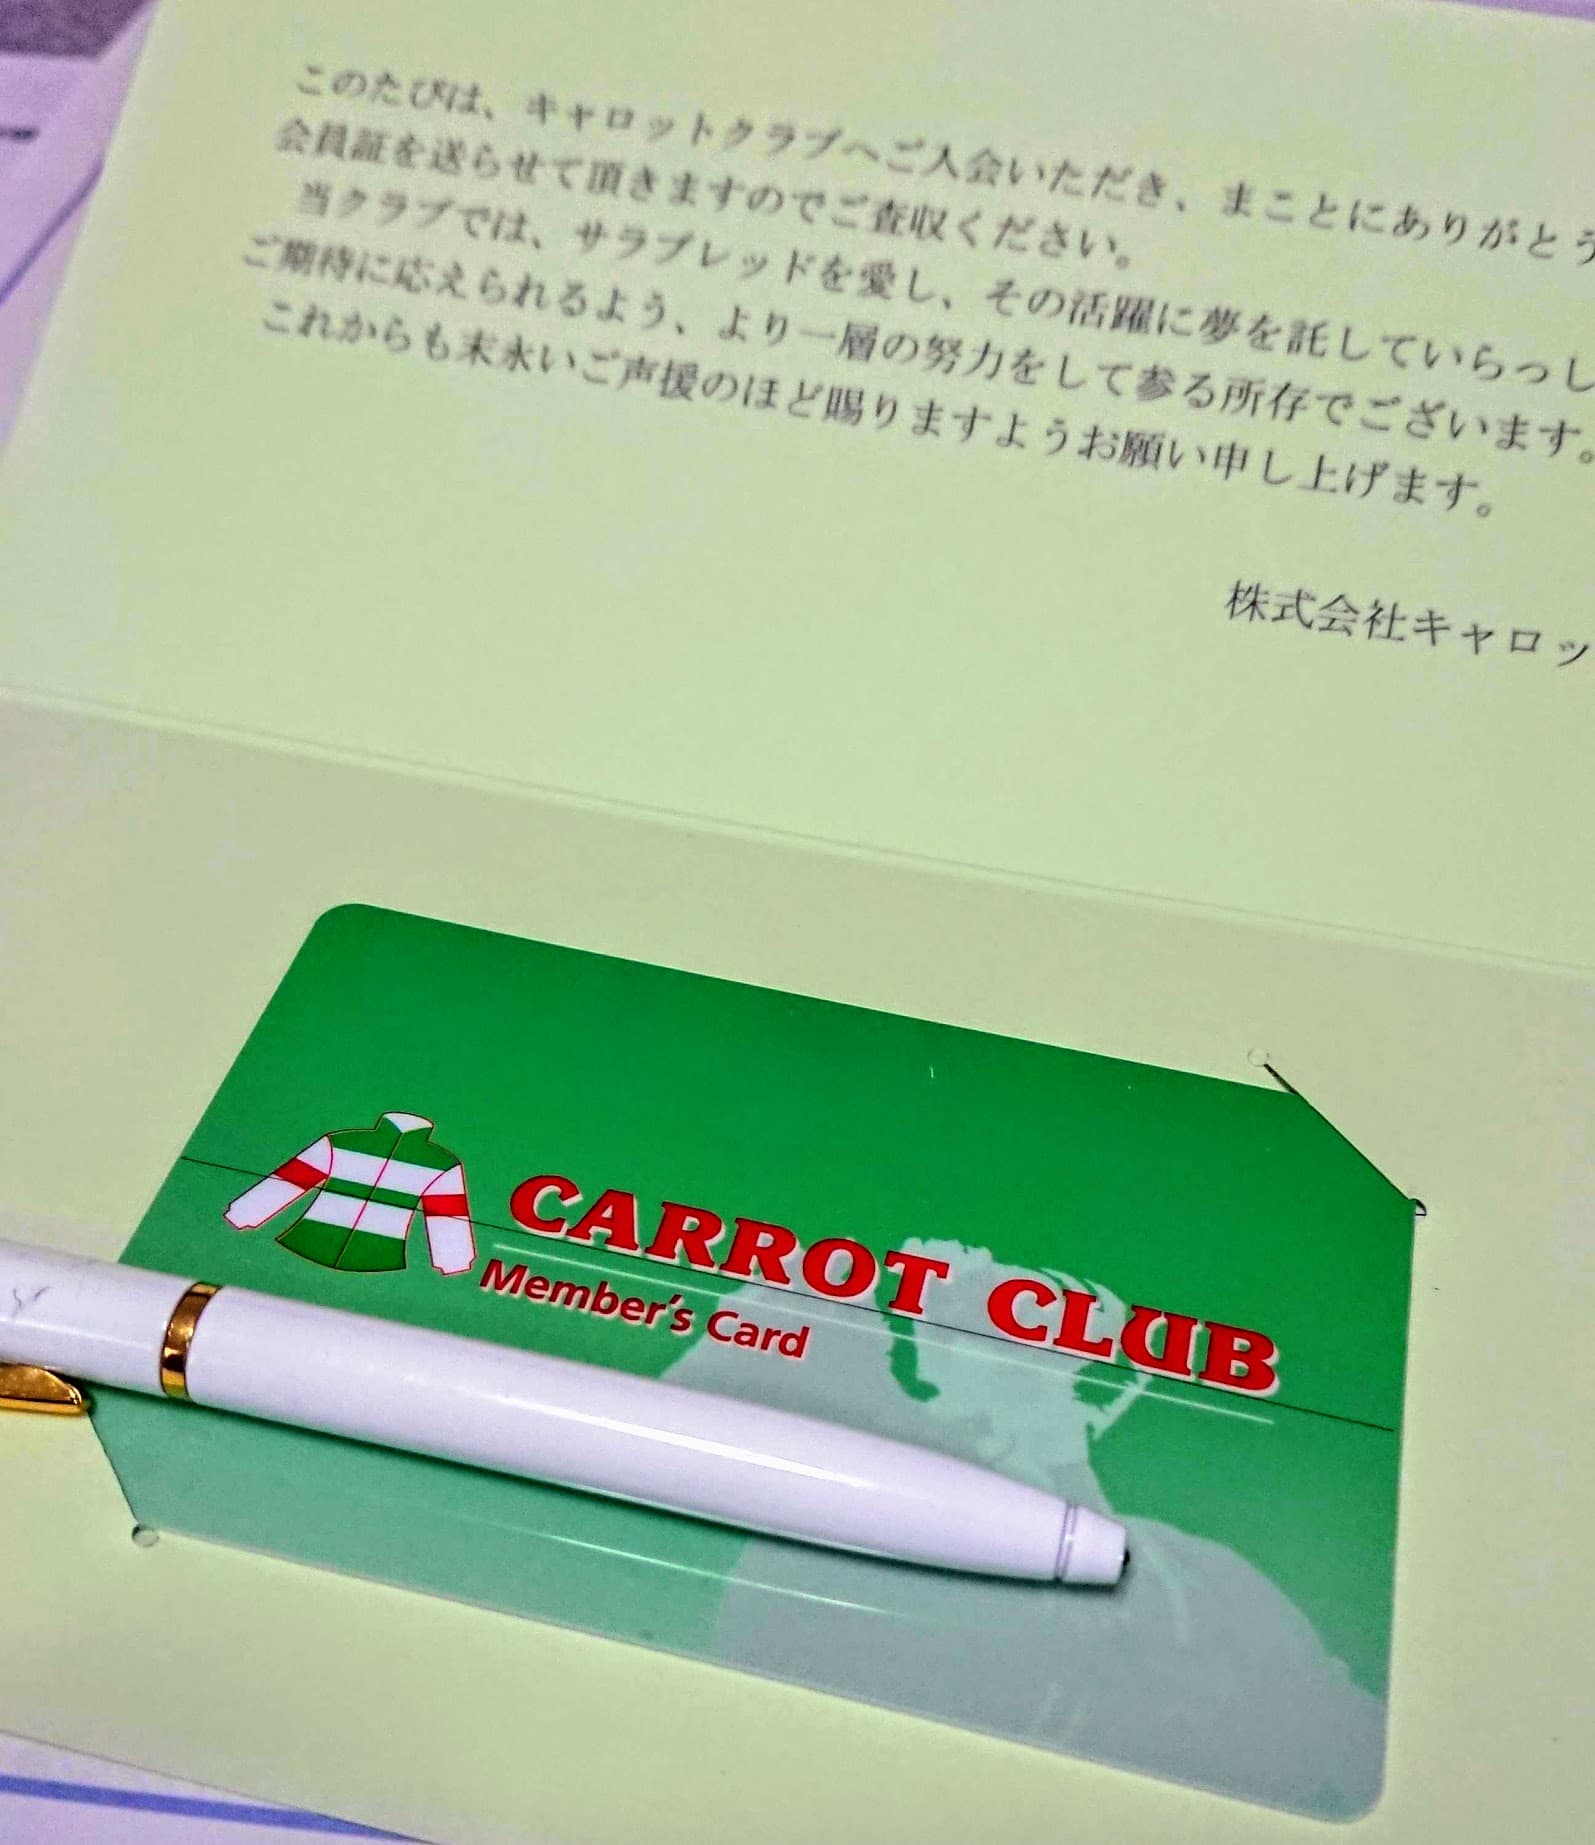 このたびは、キャロットクラブへご入会いただき、まことにありがとう
会員証を送らせて頂きますのでご査収ください。
当クラブでは、サラブレッドを愛し、その活躍に夢を託していらっし
ご期待に応えられるよう、より一層の努力をして参る所存でございます。
これからも末永いご声援のほど賜りますようお願い申し上げます。
株式会社キャロッ
CARROT CLUB
Member's Card